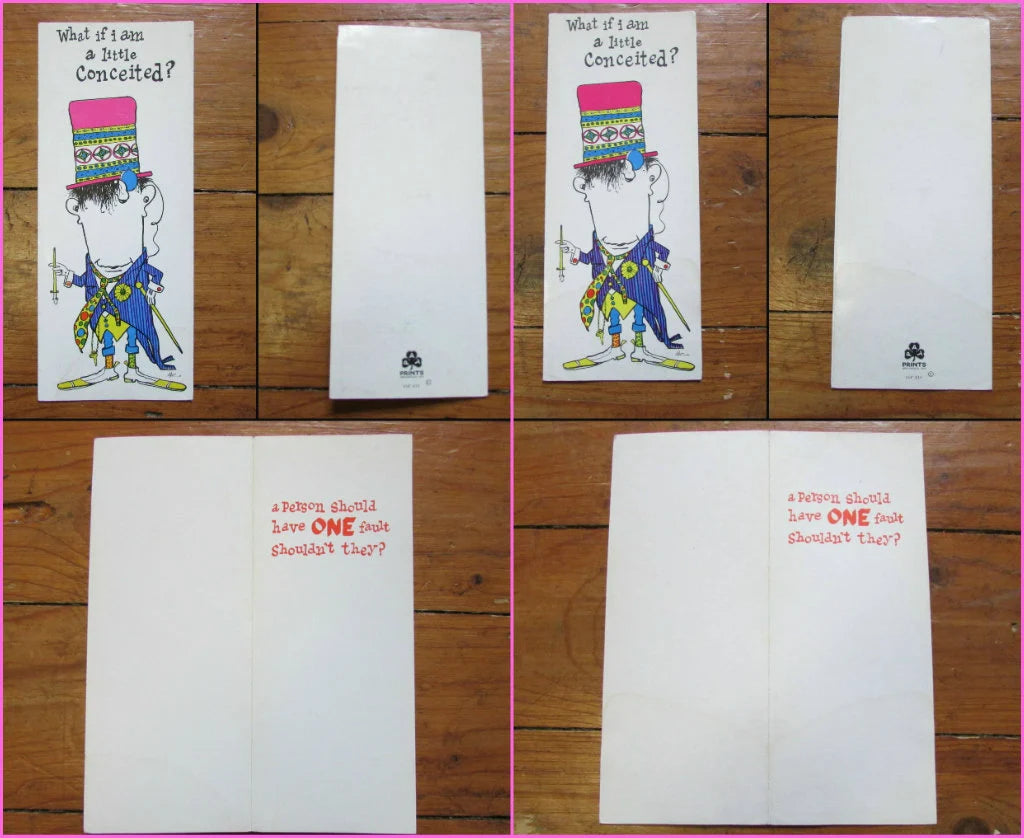 What if i am
a little
Conceited?
What if i am
a little
Conceited?
PRINTS
©
PRINTS
©
a Person Should
have ONE fault
Shouldn't they?
a Person Should
have ONE fault
Shouldn't they?